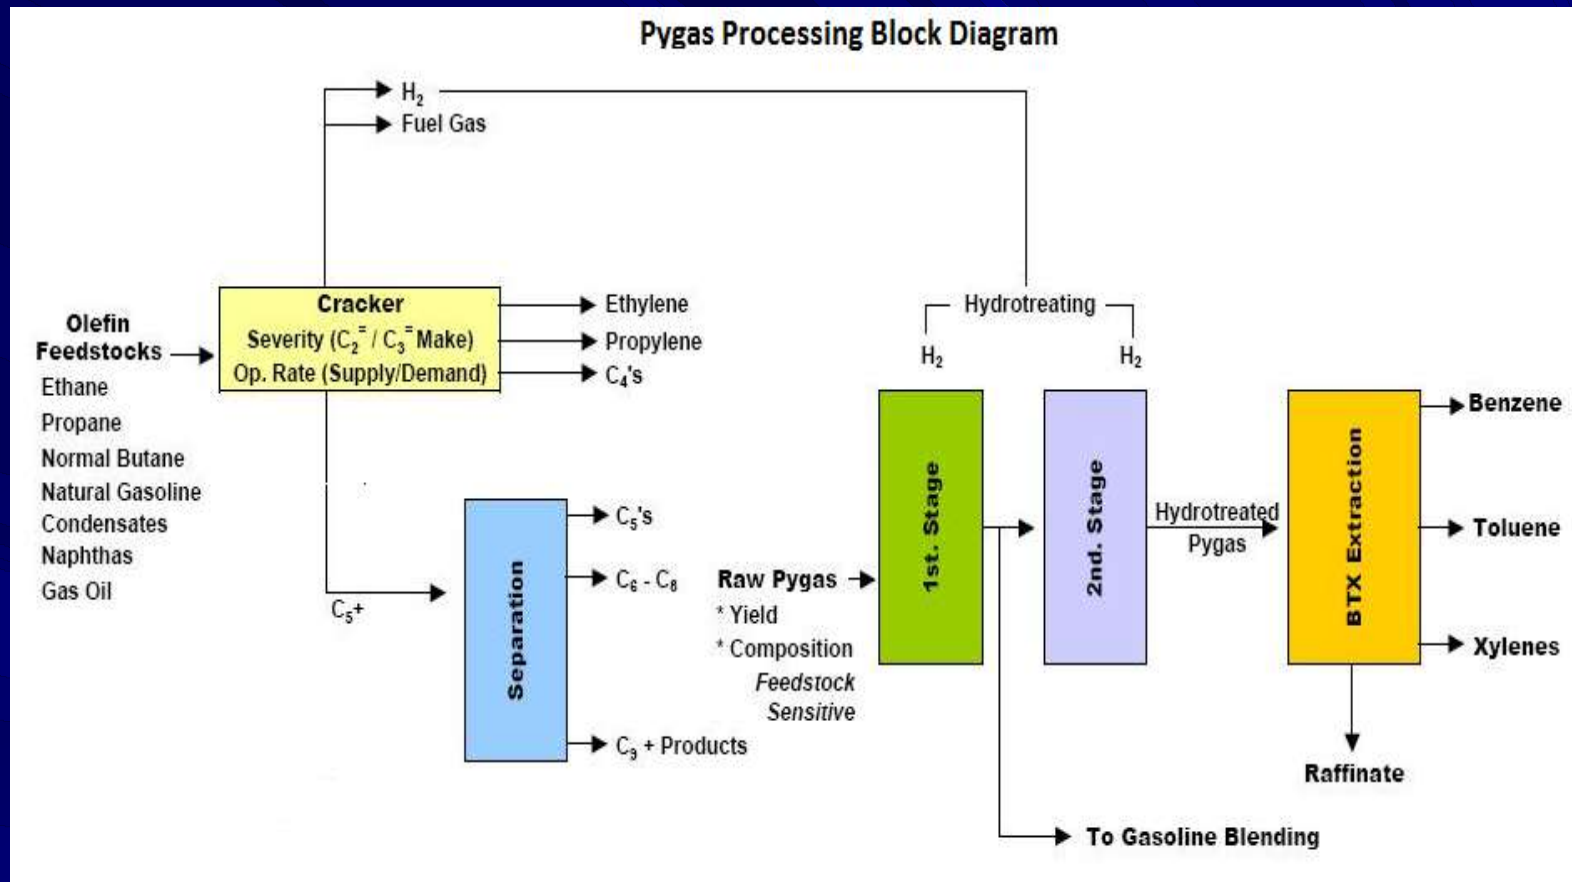 Pygas Processing Block Diagram
H₂
Fuel Gas
Olefin
Feedstocks
Ethane
Propane
Normal Butane
Natural Gasoline
Condensates
Naphthas
Gas Oil
Cracker
Severity (C₂⁼ / C₃⁼ Make)
Op. Rate (Supply/Demand)
Ethylene
Propylene
C₄'s
C₅+
Separation
C₅'s
C₆ - C₈
C₉ + Products
Hydrotreating
H₂
H₂
Raw Pygas
* Yield
* Composition
Feedstock
Sensitive
1st. Stage
2nd. Stage
Hydrotreated
Pygas
BTX Extraction
Benzene
Toluene
Xylenes
Raffinate
To Gasoline Blending